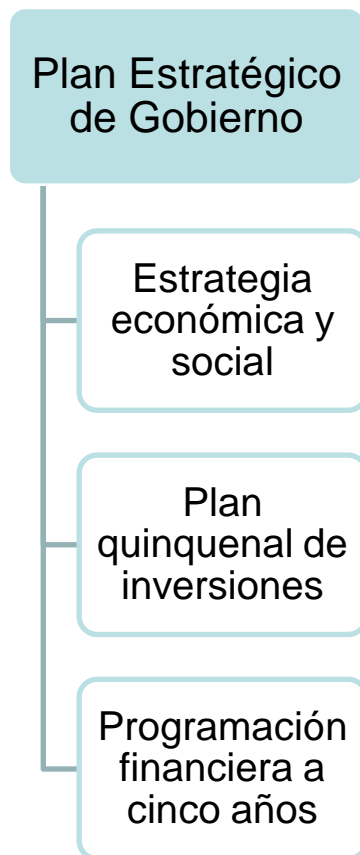 Plan Estratégico
de Gobierno
Estrategia
económica y
social
Plan
quinquenal de
inversiones
Programación
financiera a
cinco años